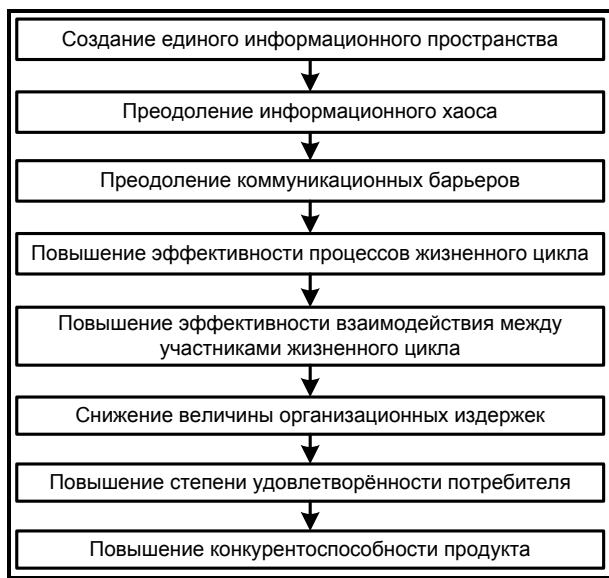 Создание единого информационного пространства
Преодоление информационного хаоса
Преодоление коммуникационных барьеров
Повышение эффективности процессов жизненного цикла
Повышение эффективности взаимодействия между
участниками жизненного цикла
Снижение величины организационных издержек
Повышение степени удовлетворённости потребителя
Повышение конкурентоспособности продукта